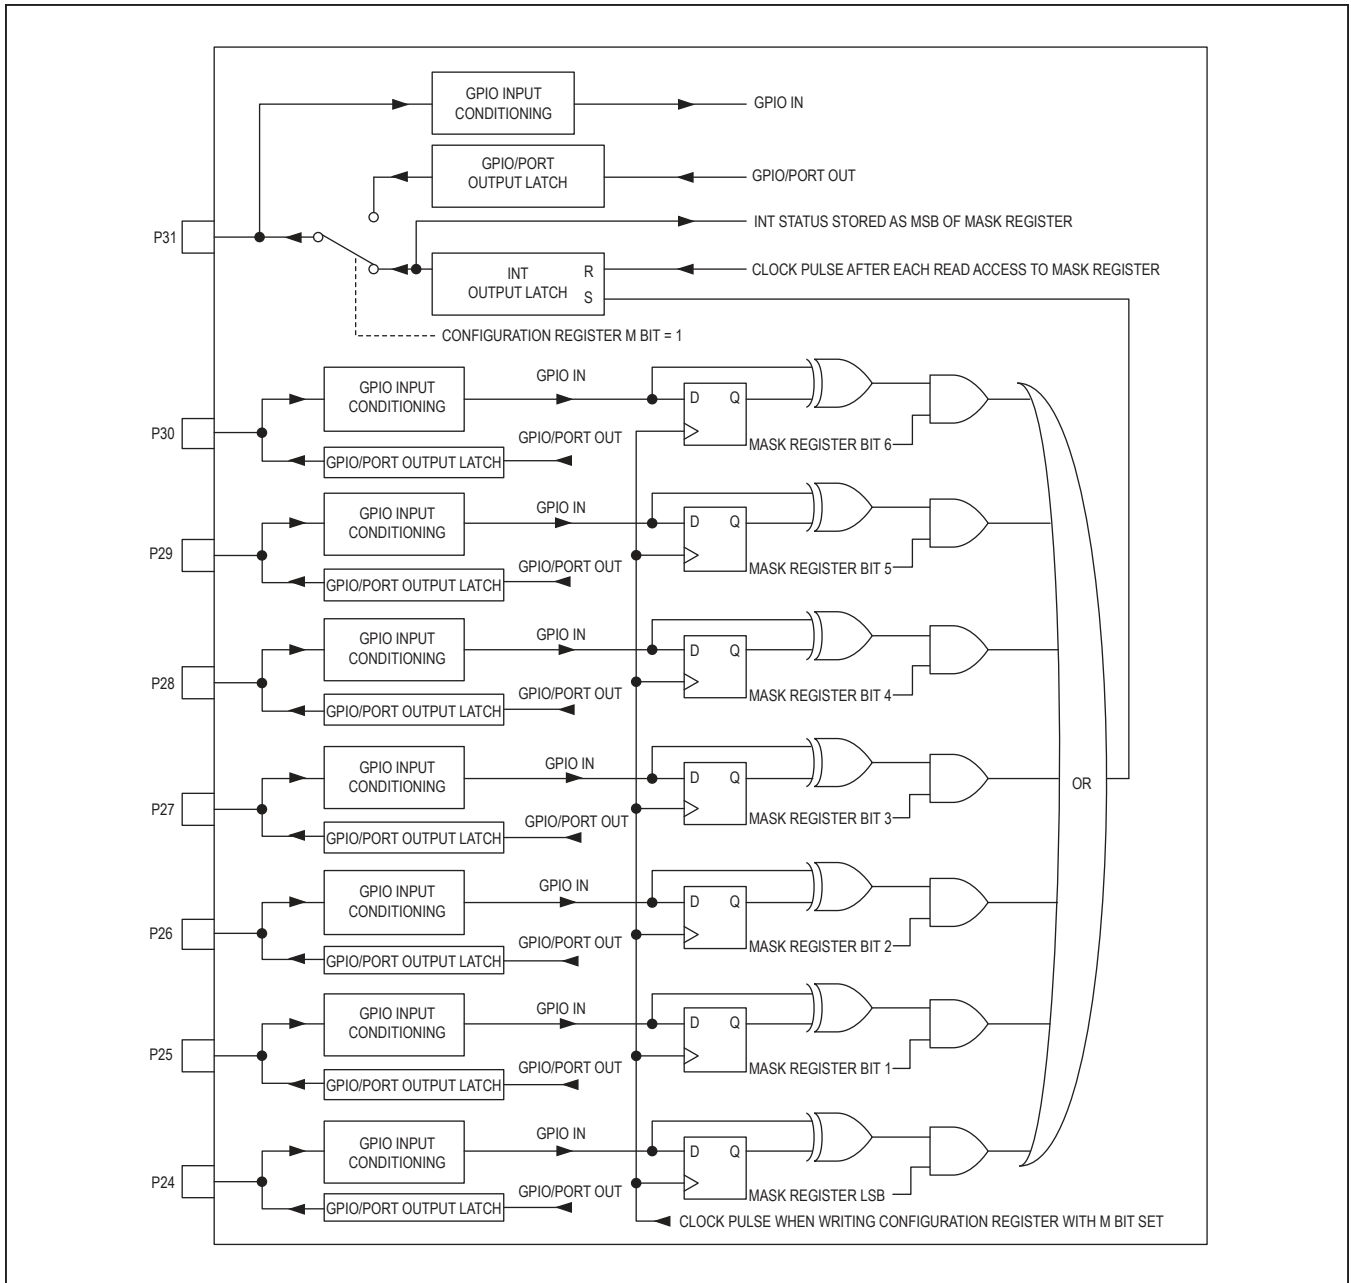 GPIO INPUT
CONDITIONING
GPIO IN
GPIO/PORT
OUTPUT LATCH
GPIO/PORT OUT
INT STATUS STORED AS MSB OF MASK REGISTER
P31
INT
OUTPUT LATCH
R
S
CLOCK PULSE AFTER EACH READ ACCESS TO MASK REGISTER
CONFIGURATION REGISTER M BIT = 1
P30
GPIO INPUT
CONDITIONING
GPIO IN
GPIO/PORT OUT
GPIO/PORT OUTPUT LATCH
D Q
MASK REGISTER BIT 6
P29
GPIO INPUT
CONDITIONING
GPIO IN
GPIO/PORT OUT
GPIO/PORT OUTPUT LATCH
D Q
MASK REGISTER BIT 5
P28
GPIO INPUT
CONDITIONING
GPIO IN
GPIO/PORT OUT
GPIO/PORT OUTPUT LATCH
D Q
MASK REGISTER BIT 4
P27
GPIO INPUT
CONDITIONING
GPIO IN
GPIO/PORT OUT
GPIO/PORT OUTPUT LATCH
D Q
MASK REGISTER BIT 3
OR
P26
GPIO INPUT
CONDITIONING
GPIO IN
GPIO/PORT OUT
GPIO/PORT OUTPUT LATCH
D Q
MASK REGISTER BIT 2
P25
GPIO INPUT
CONDITIONING
GPIO IN
GPIO/PORT OUT
GPIO/PORT OUTPUT LATCH
D Q
MASK REGISTER BIT 1
P24
GPIO INPUT
CONDITIONING
GPIO IN
GPIO/PORT OUT
GPIO/PORT OUTPUT LATCH
D Q
MASK REGISTER LSB
CLOCK PULSE WHEN WRITING CONFIGURATION REGISTER WITH M BIT SET